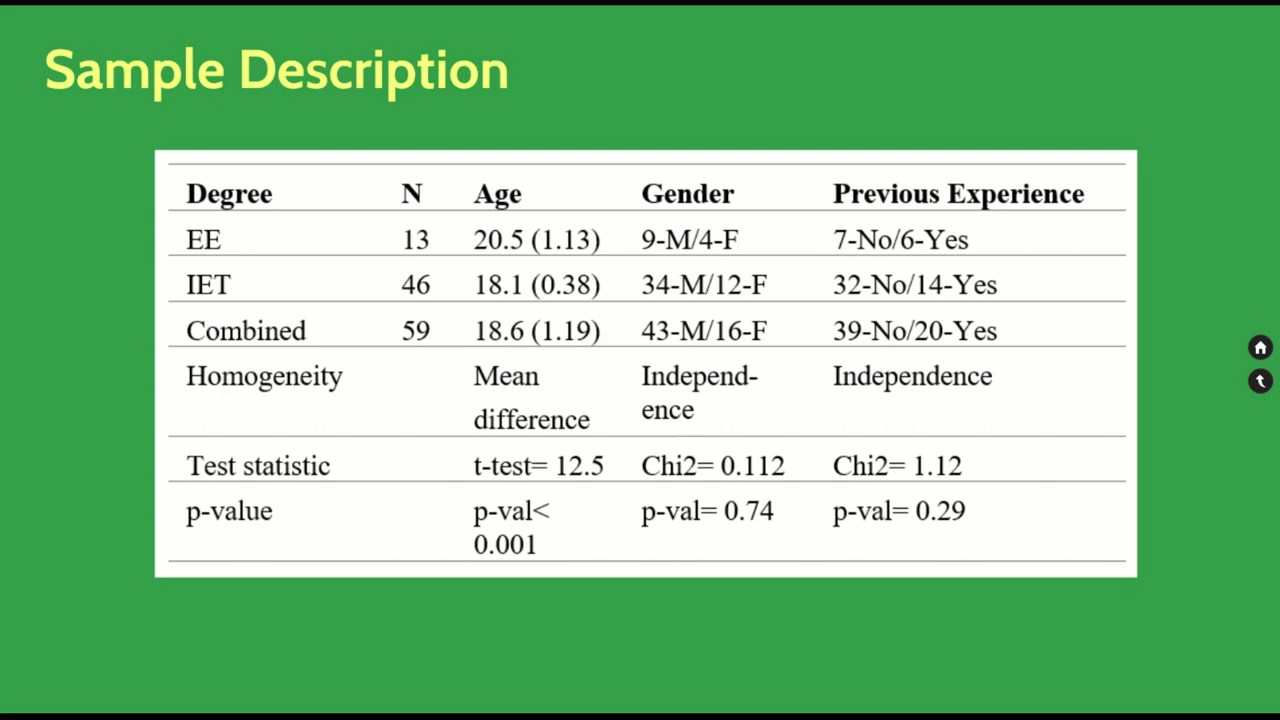 Sample Description
Degree N Age Gender Previous Experience
EE 13 20.5 (1.13) 9-M/4-F 7-No/6-Yes
IET 46 18.1 (0.38) 34-M/12-F 32-No/14-Yes
Combined 59 18.6 (1.19) 43-M/16-F 39-No/20-Yes
Homogeneity Mean Independ- Independence
difference ence
Test statistic t-test= 12.5 Chi2= 0.112 Chi2= 1.12
p-value p-val< p-val= 0.74 p-val= 0.29
0.001